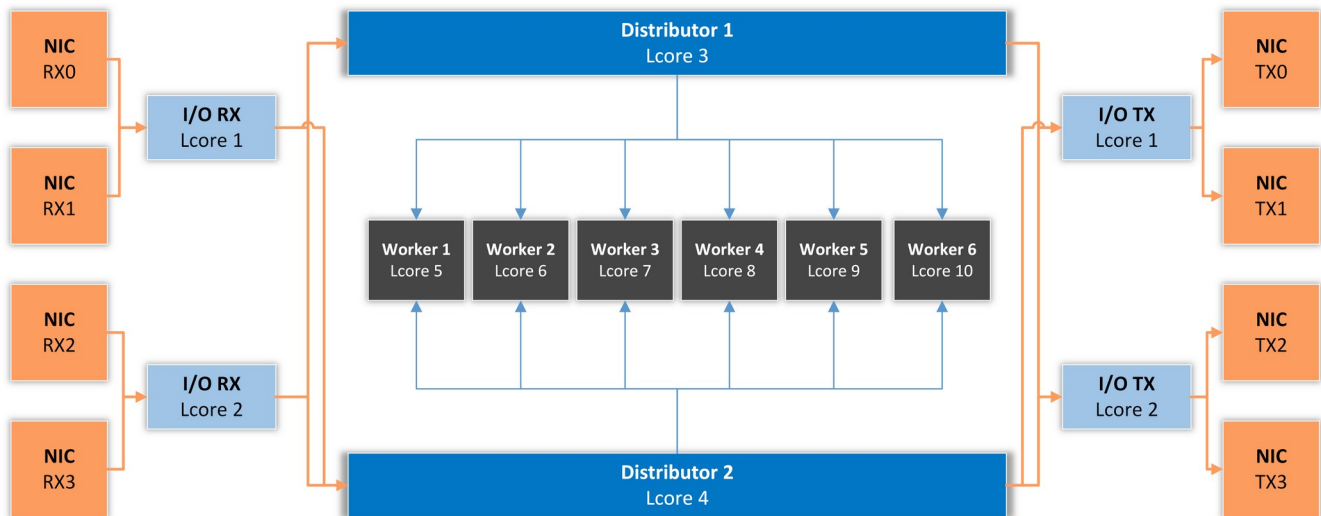 NIC
RX0
NIC
RX1
NIC
RX2
NIC
RX3
I/O RX
Lcore 1
I/O RX
Lcore 2
Distributor 1
Lcore 3
Worker 1
Lcore 5
Worker 2
Lcore 6
Worker 3
Lcore 7
Worker 4
Lcore 8
Worker 5
Lcore 9
Worker 6
Lcore 10
Distributor 2
Lcore 4
I/O TX
Lcore 1
I/O TX
Lcore 2
NIC
TX0
NIC
TX1
NIC
TX2
NIC
TX3